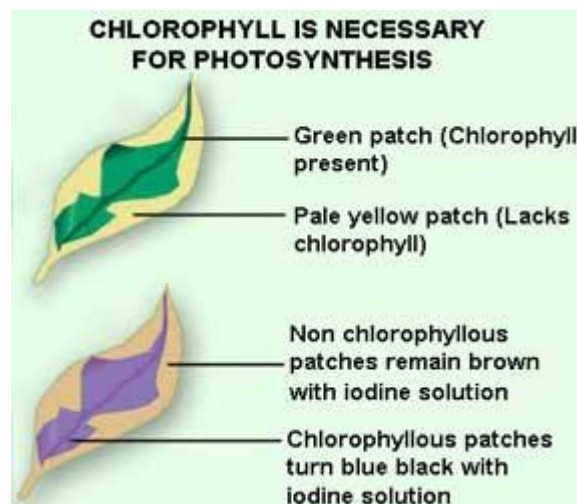 CHLOROPHYLL IS NECESSARY
FOR PHOTOSYNTHESIS
Green patch (Chlorophyll
present)
Pale yellow patch (Lacks
chlorophyll)
Non chlorophyllous
patches remain brown
with iodine solution
Chlorophyllous patches
turn blue black with
iodine solution